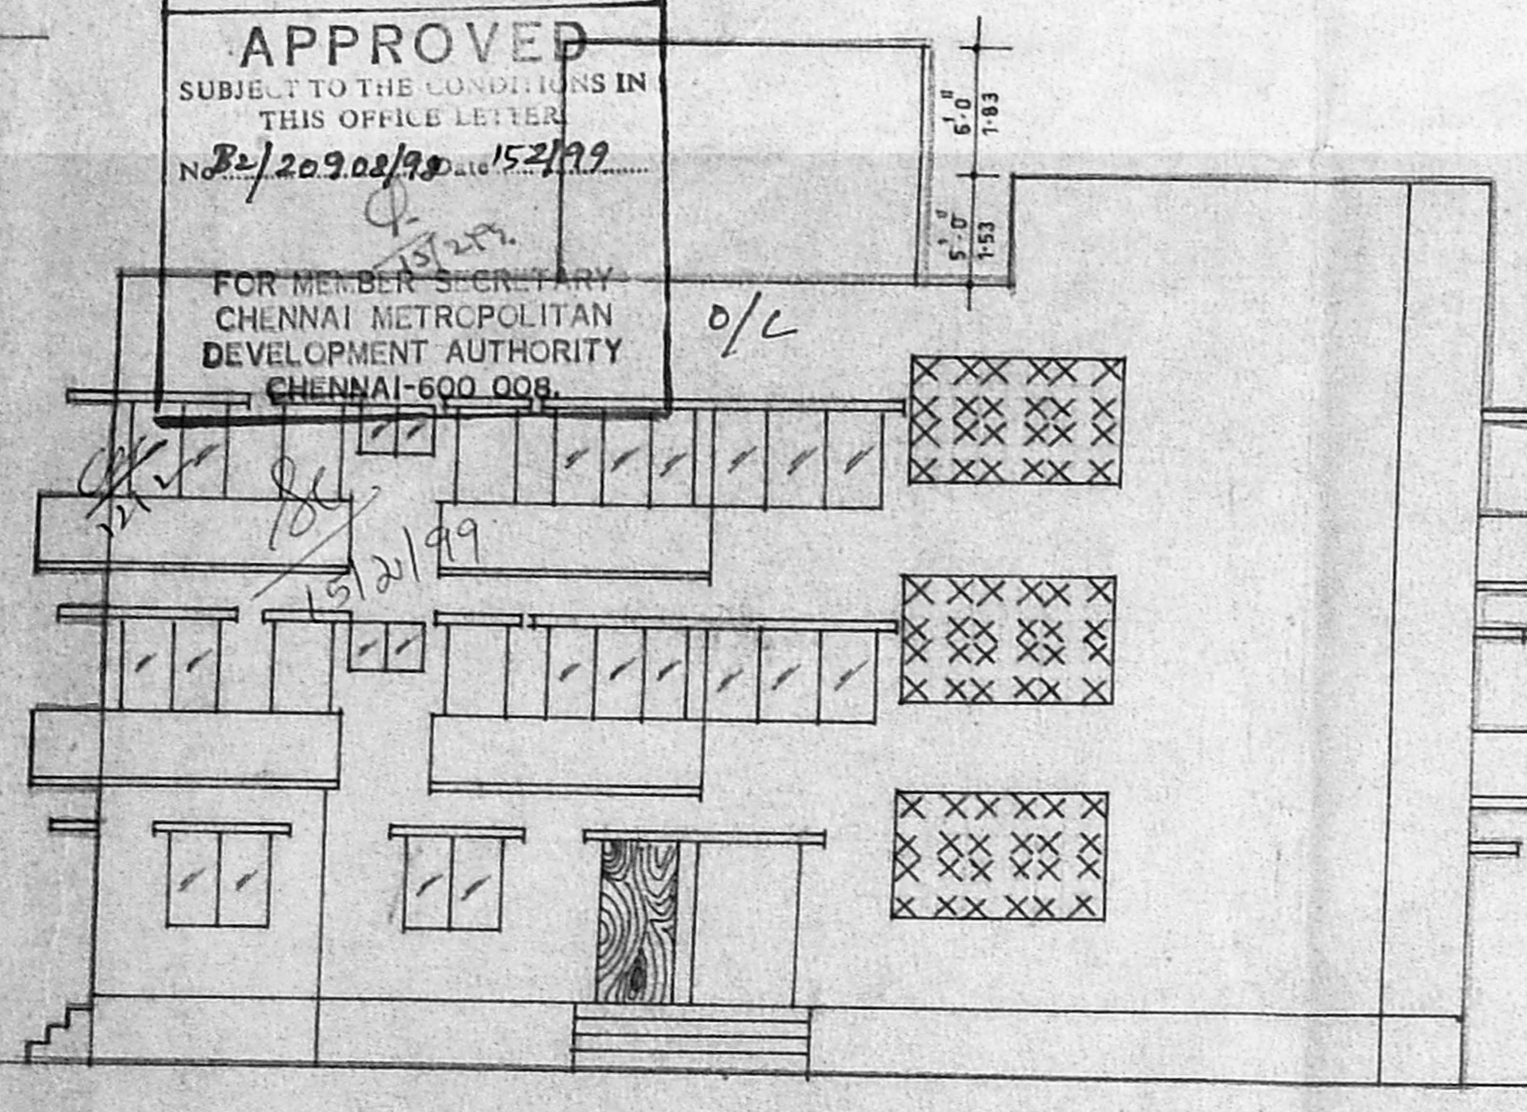 APPROVED
SUBJECT TO THE CONDITIONS IN
THIS OFFICE LETTER
No B2/20908/98 Date 152/99
15/2/99.
FOR MEMBER SECRETARY
CHENNAI METROPOLITAN
DEVELOPMENT AUTHORITY
CHENNAI-600 008.
6'-0"
1·83
5'-0"
1·53
O/C
15/2/99